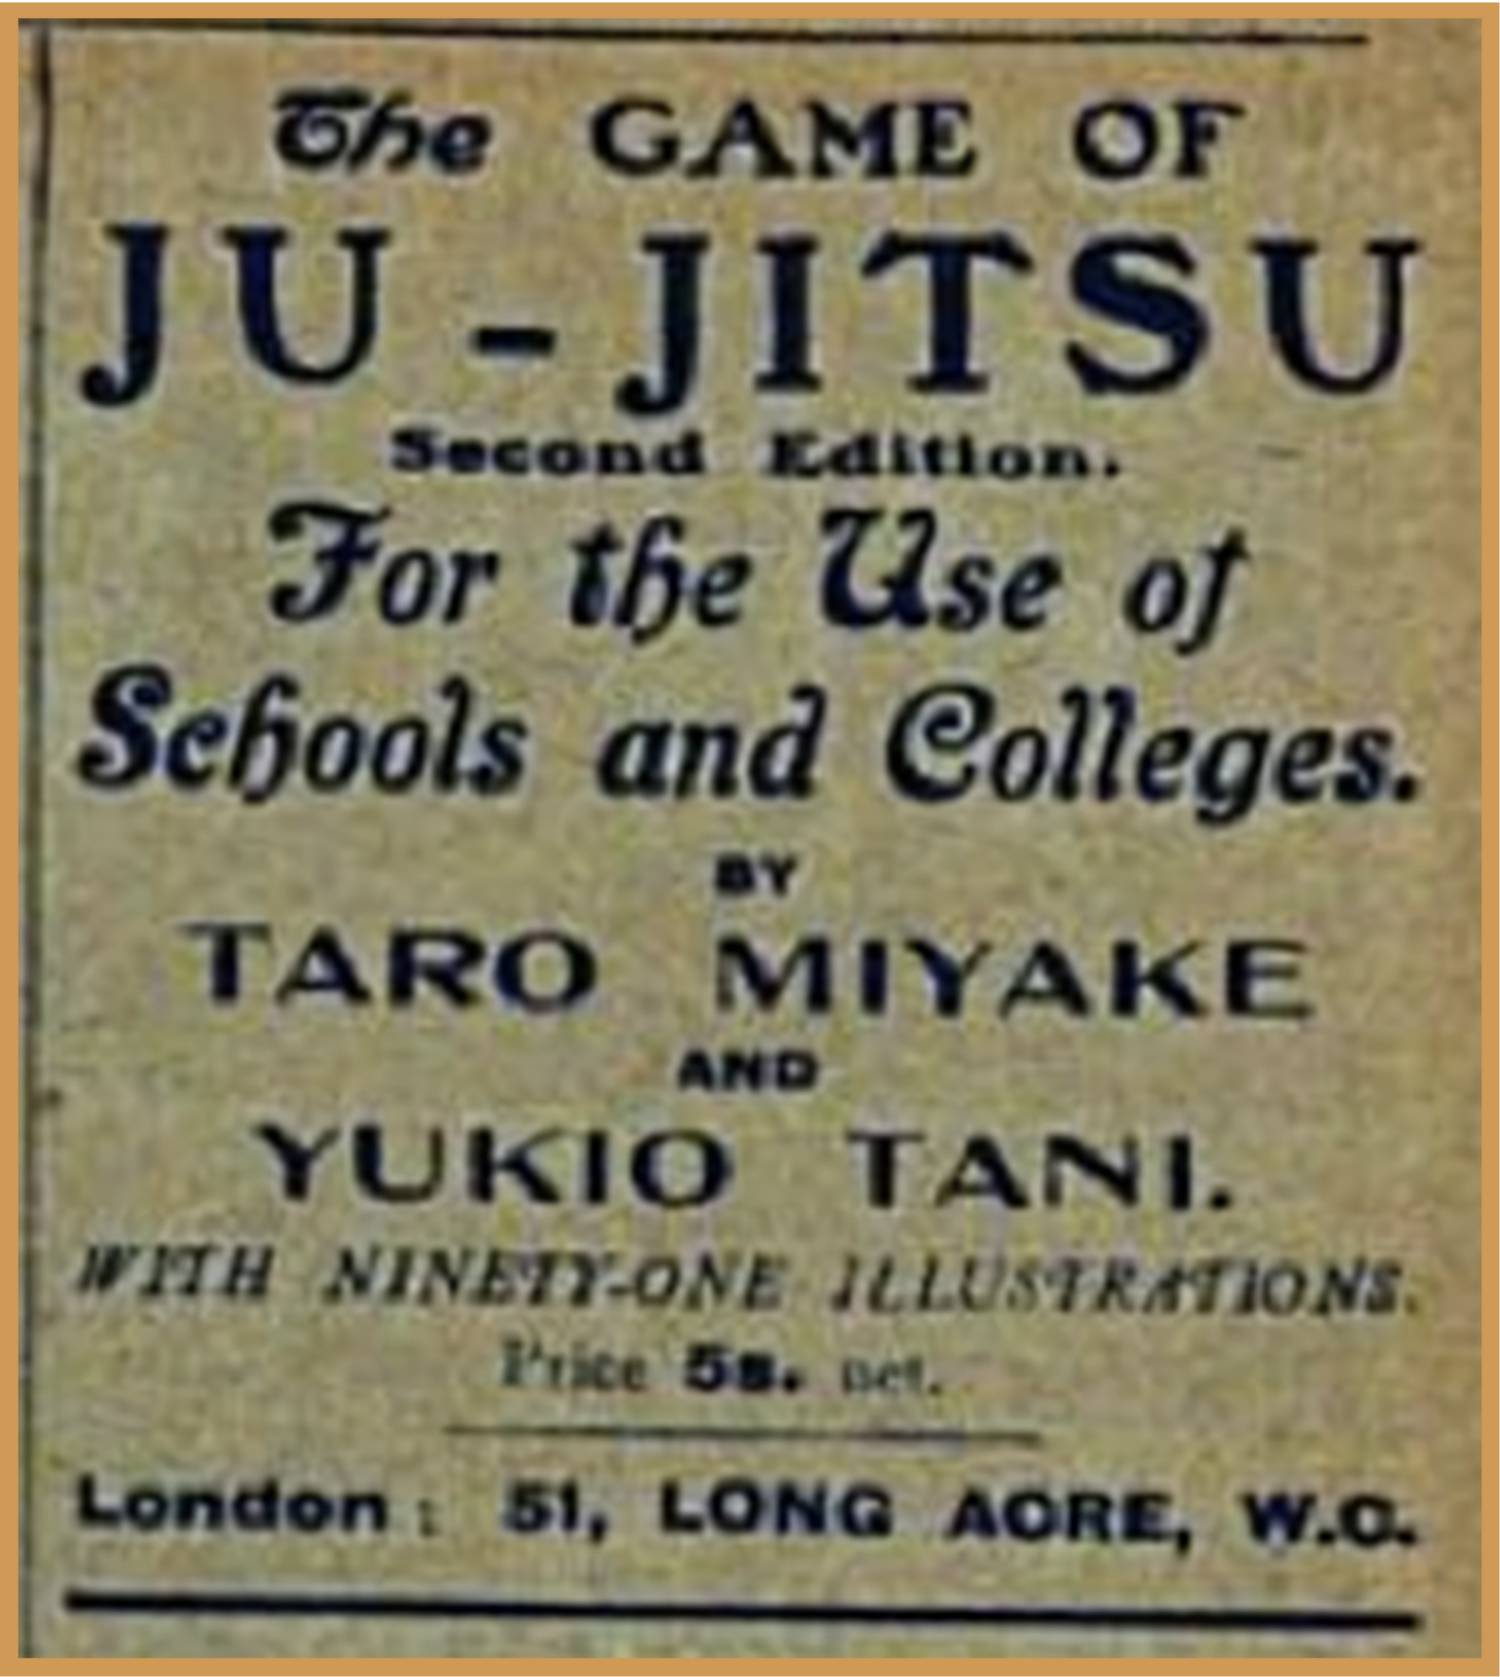 The GAME OF
JU-JITSU
Second Edition.
For the Use of
Schools and Colleges.
BY
TARO MIYAKE
AND
YUKIO TANI.
WITH NINETY-ONE ILLUSTRATIONS.
Price 5s. net.
London: 51, LONG ACRE, W.C.